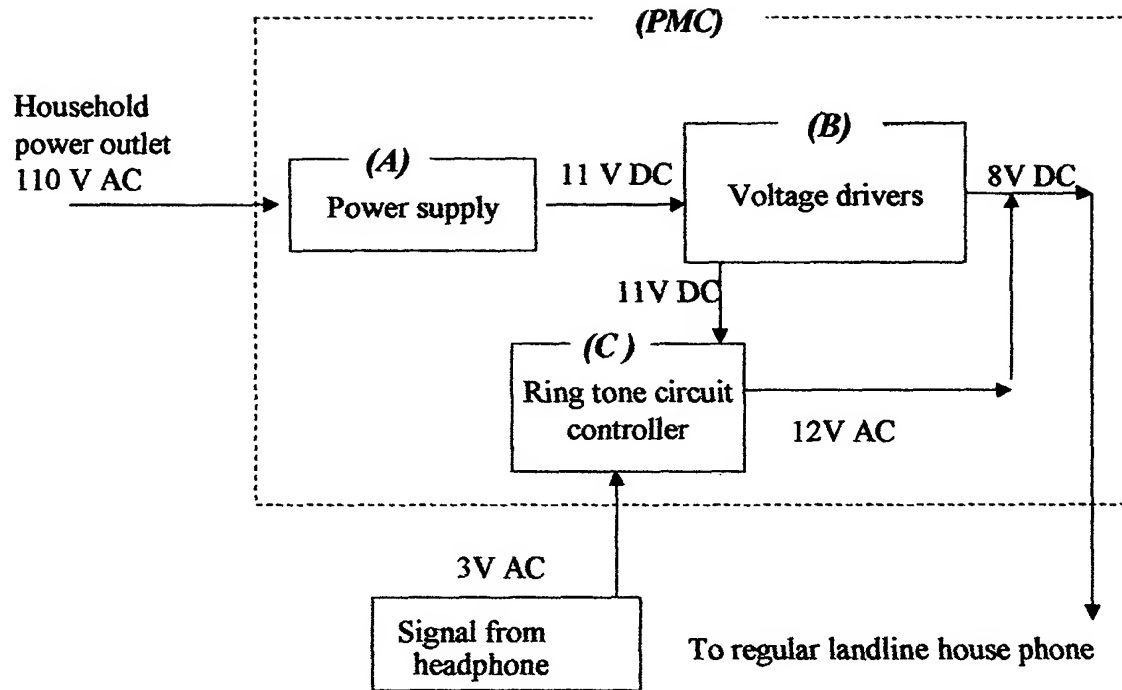 (PMC)
Household
power outlet
110 V AC
(A)
Power supply
11 V DC
(B)
Voltage drivers
8V DC
11V DC
(C )
Ring tone circuit
controller
12V AC
3V AC
Signal from
headphone
To regular landline house phone